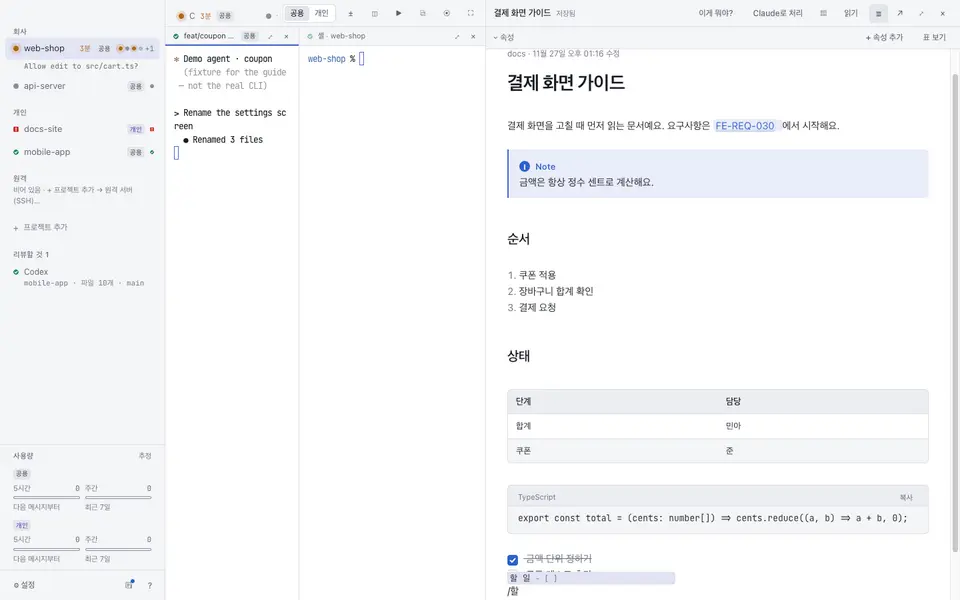 회사
web-shop 3분 공용 +1
Allow edit to src/cart.ts?
api-server 공용
개인
docs-site 개인
mobile-app 공용
원격
비어 있음 · + 프로젝트 추가 → 원격 서버
(SSH)…
+ 프로젝트 추가
리뷰할 것 1
Codex
mobile-app · 파일 10개 · main
사용량 추정
공용
5시간 0 주간 0
다음 메시지부터 최근 7일
개인
5시간 0 주간 0
다음 메시지부터 최근 7일
설정 ?
C 3분 공용
공용 개인
feat/coupon ... 공용
Demo agent · coupon
(fixture for the guide
— not the real CLI)
> Rename the settings sc
reen
● Renamed 3 files
셸 · web-shop
web-shop %
결제 화면 가이드 저장됨 이게 뭐야? Claude로 처리 읽기
속성 + 속성 추가 표 보기
docs · 11월 27일 오후 01:16 수정
결제 화면 가이드
결제 화면을 고칠 때 먼저 읽는 문서예요. 요구사항은 FE-REQ-030 에서 시작해요.
Note
금액은 항상 정수 센트로 계산해요.
순서
1. 쿠폰 적용
2. 장바구니 합계 확인
3. 결제 요청
상태
단계 담당
합계 민아
쿠폰 준
TypeScript 복사
export const total = (cents: number[]) => cents.reduce((a, b) => a + b, 0);
금액 단위 정하기
할 일 - [ ]
/할